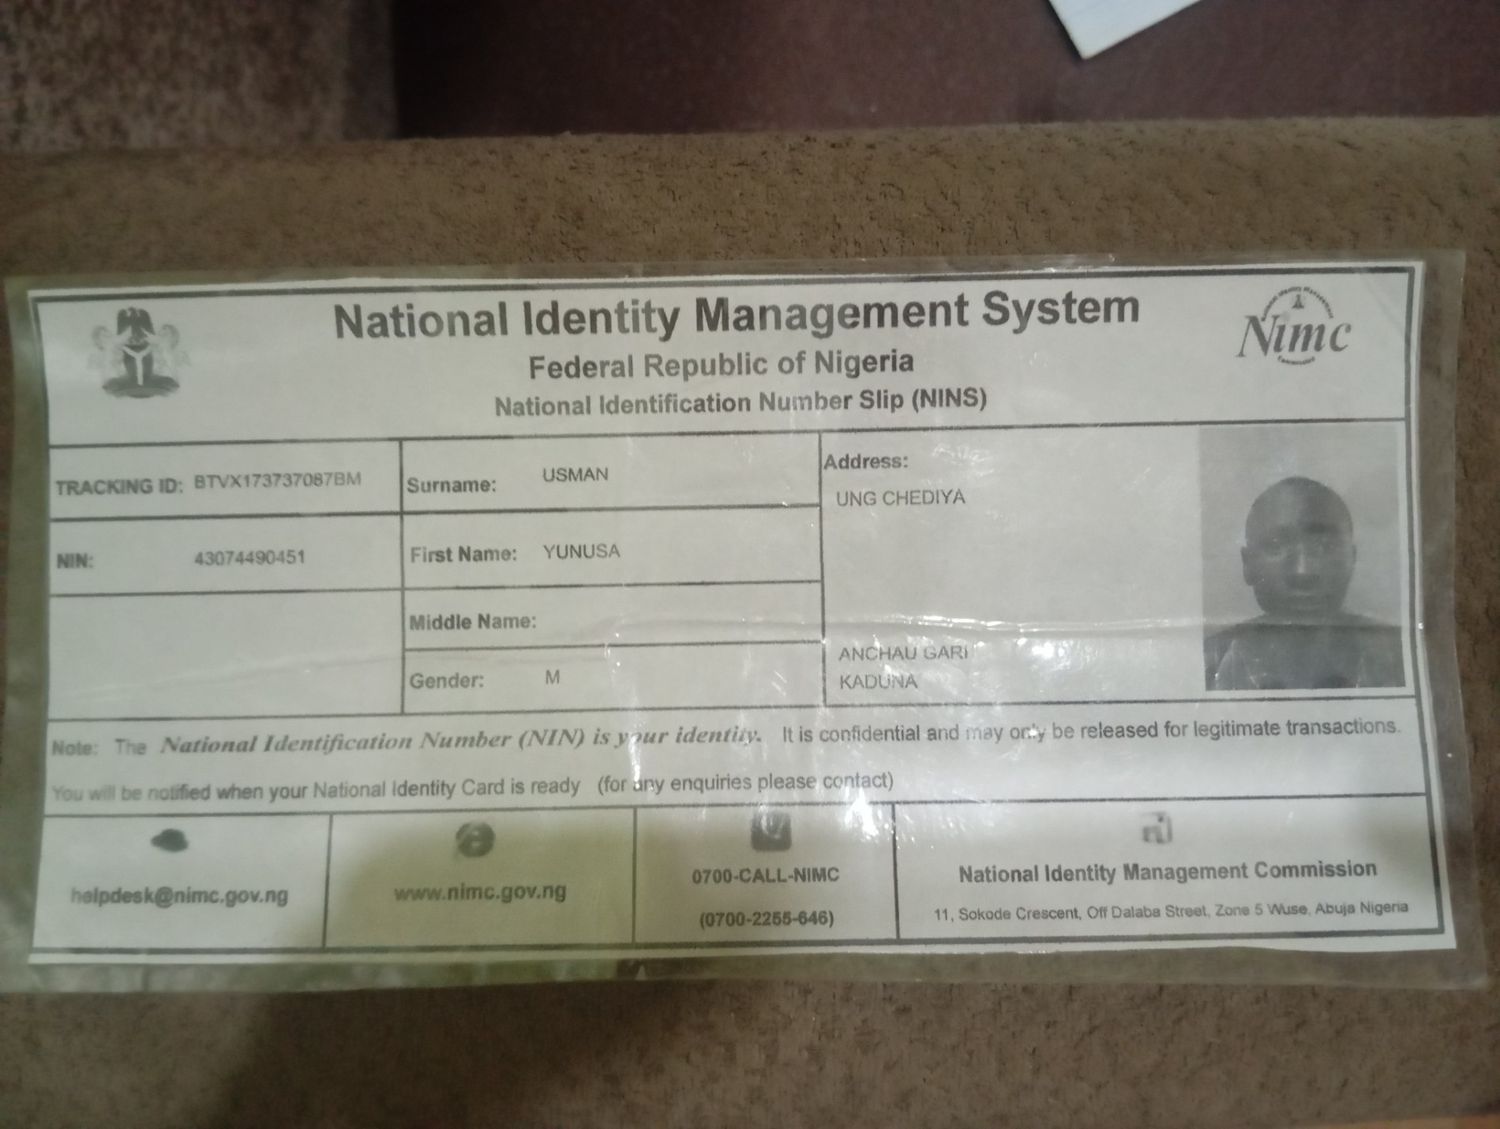 National Identity Management System
Federal Republic of Nigeria
National Identification Number Slip (NINS)
Nimc
TRACKING ID: BTVX173737087BM
Surname: USMAN
Address:
UNG CHEDIYA
NIN: 43074490451
First Name: YUNUSA
Middle Name:
Gender: M
ANCHAU GARI
KADUNA
Note: The National Identification Number (NIN) is your identity. It is confidential and may only be released for legitimate transactions.
You will be notified when your National Identity Card is ready (for any enquiries please contact)
helpdesk@nimc.gov.ng
www.nimc.gov.ng
0700-CALL-NIMC
(0700-2255-646)
National Identity Management Commission
11, Sokode Crescent, Off Dalaba Street, Zone 5 Wuse, Abuja Nigeria